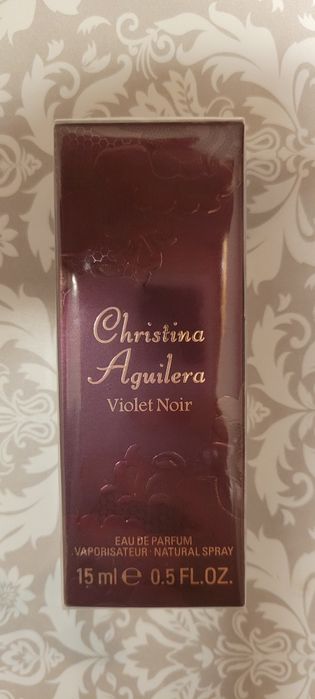 Christina
Aguilera
Violet Noir
EAU DE PARFUM
VAPORISATEUR · NATURAL SPRAY
15 ml ℮ 0.5 FL.OZ.